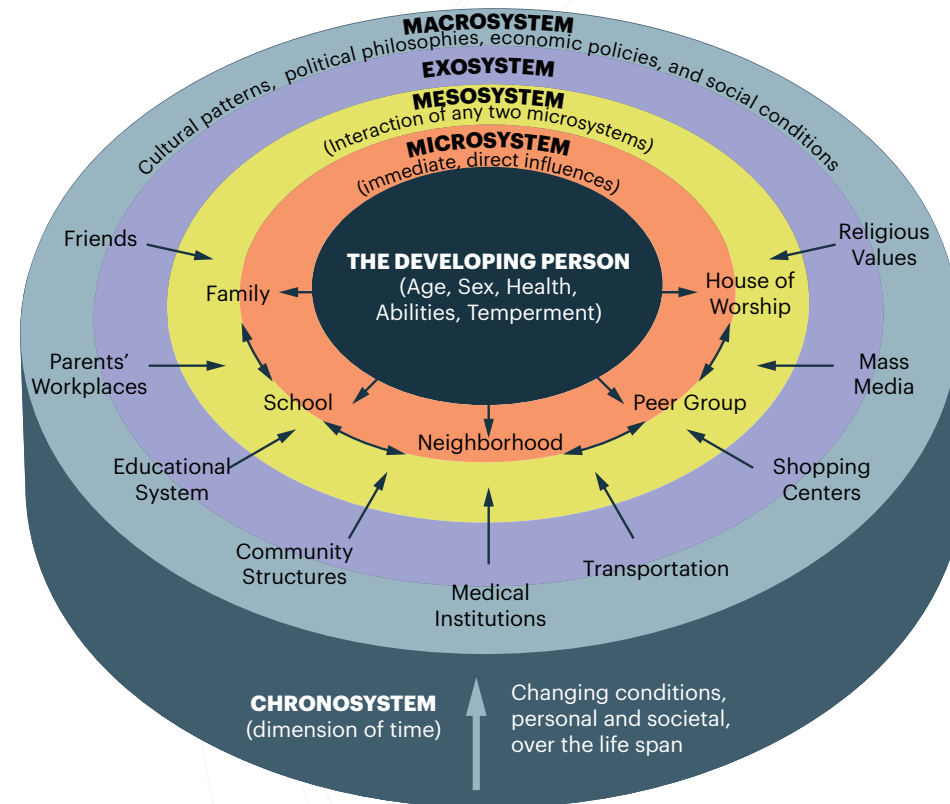 MACROSYSTEM
Cultural patterns, political philosophies, economic policies, and social conditions
EXOSYSTEM
MESOSYSTEM
(Interaction of any two microsystems)
MICROSYSTEM
(immediate, direct influences)
THE DEVELOPING PERSON
(Age, Sex, Health,
Abilities, Temperment)
Friends
Religious
Values
Family
House of
Worship
Parents'
Workplaces
Mass
Media
School
Peer Group
Neighborhood
Educational
System
Shopping
Centers
Community
Structures
Transportation
Medical
Institutions
CHRONOSYSTEM
(dimension of time)
Changing conditions,
personal and societal,
over the life span